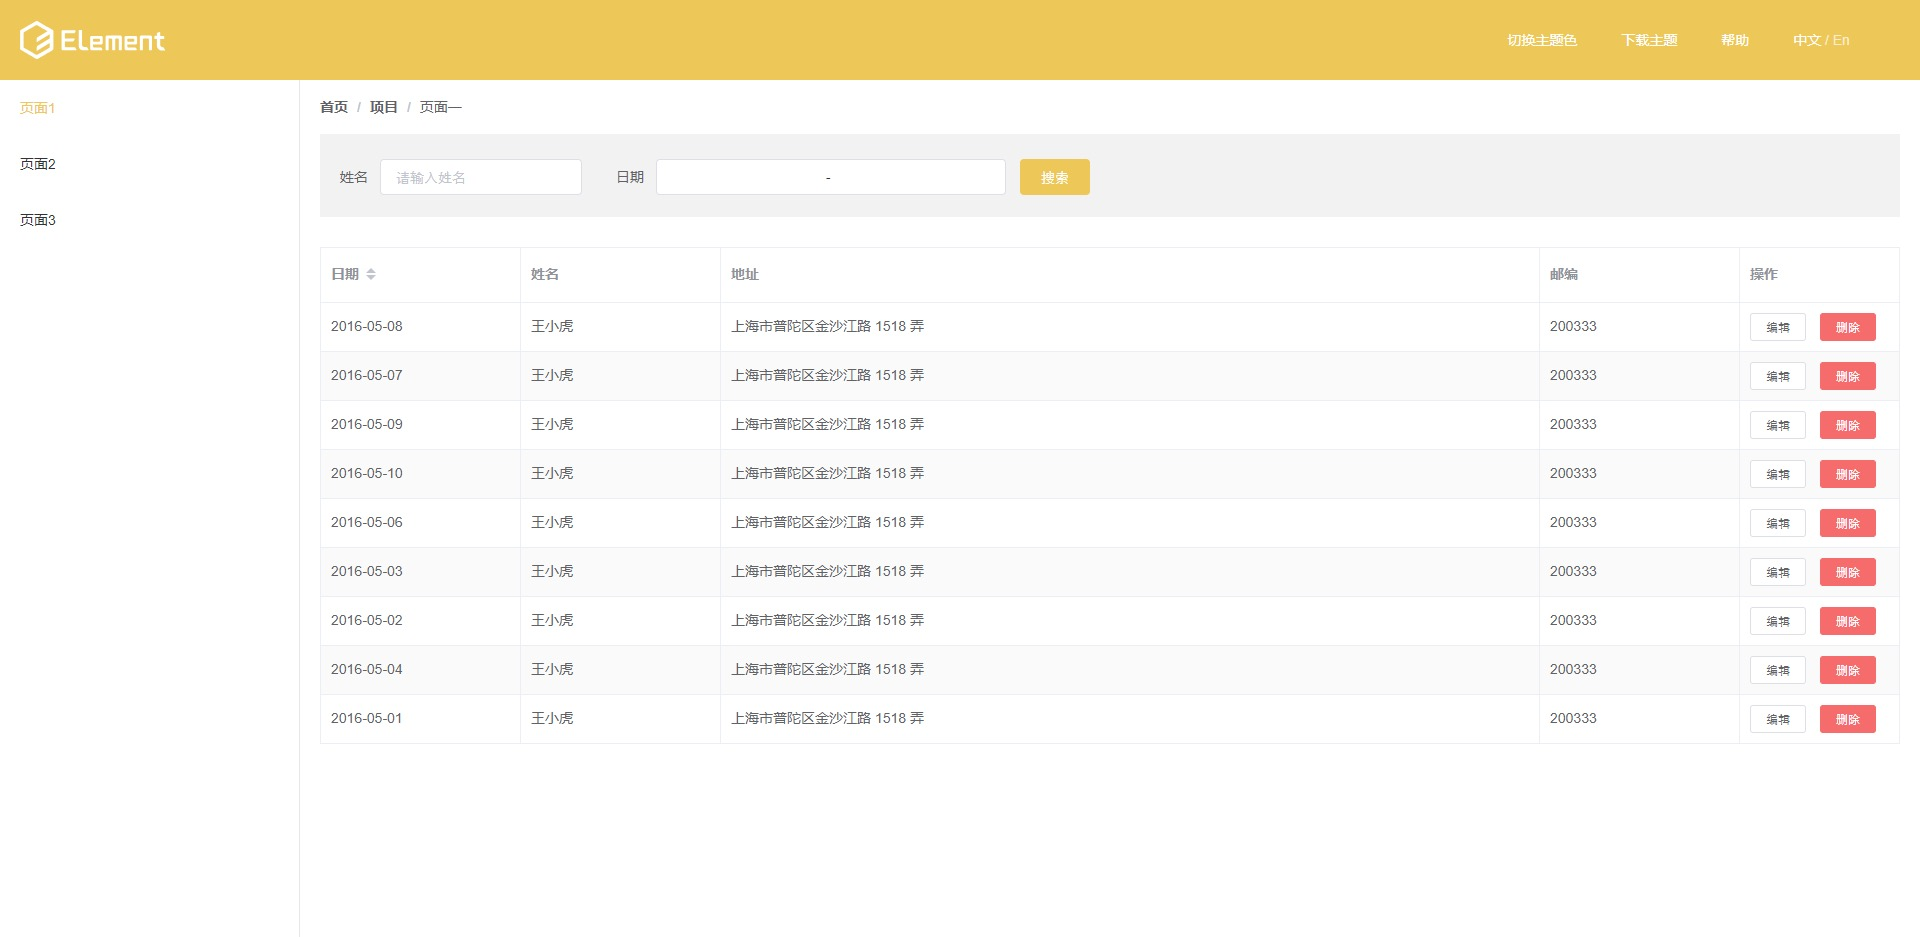 Element
切换主题色 下载主题 帮助 中文 / En
页面1
页面2
页面3
首页 / 项目 / 页面一
姓名 请输入姓名 日期 - 搜索
日期 姓名 地址 邮编 操作
2016-05-08 王小虎 上海市普陀区金沙江路 1518 弄 200333 编辑 删除
2016-05-07 王小虎 上海市普陀区金沙江路 1518 弄 200333 编辑 删除
2016-05-09 王小虎 上海市普陀区金沙江路 1518 弄 200333 编辑 删除
2016-05-10 王小虎 上海市普陀区金沙江路 1518 弄 200333 编辑 删除
2016-05-06 王小虎 上海市普陀区金沙江路 1518 弄 200333 编辑 删除
2016-05-03 王小虎 上海市普陀区金沙江路 1518 弄 200333 编辑 删除
2016-05-02 王小虎 上海市普陀区金沙江路 1518 弄 200333 编辑 删除
2016-05-04 王小虎 上海市普陀区金沙江路 1518 弄 200333 编辑 删除
2016-05-01 王小虎 上海市普陀区金沙江路 1518 弄 200333 编辑 删除